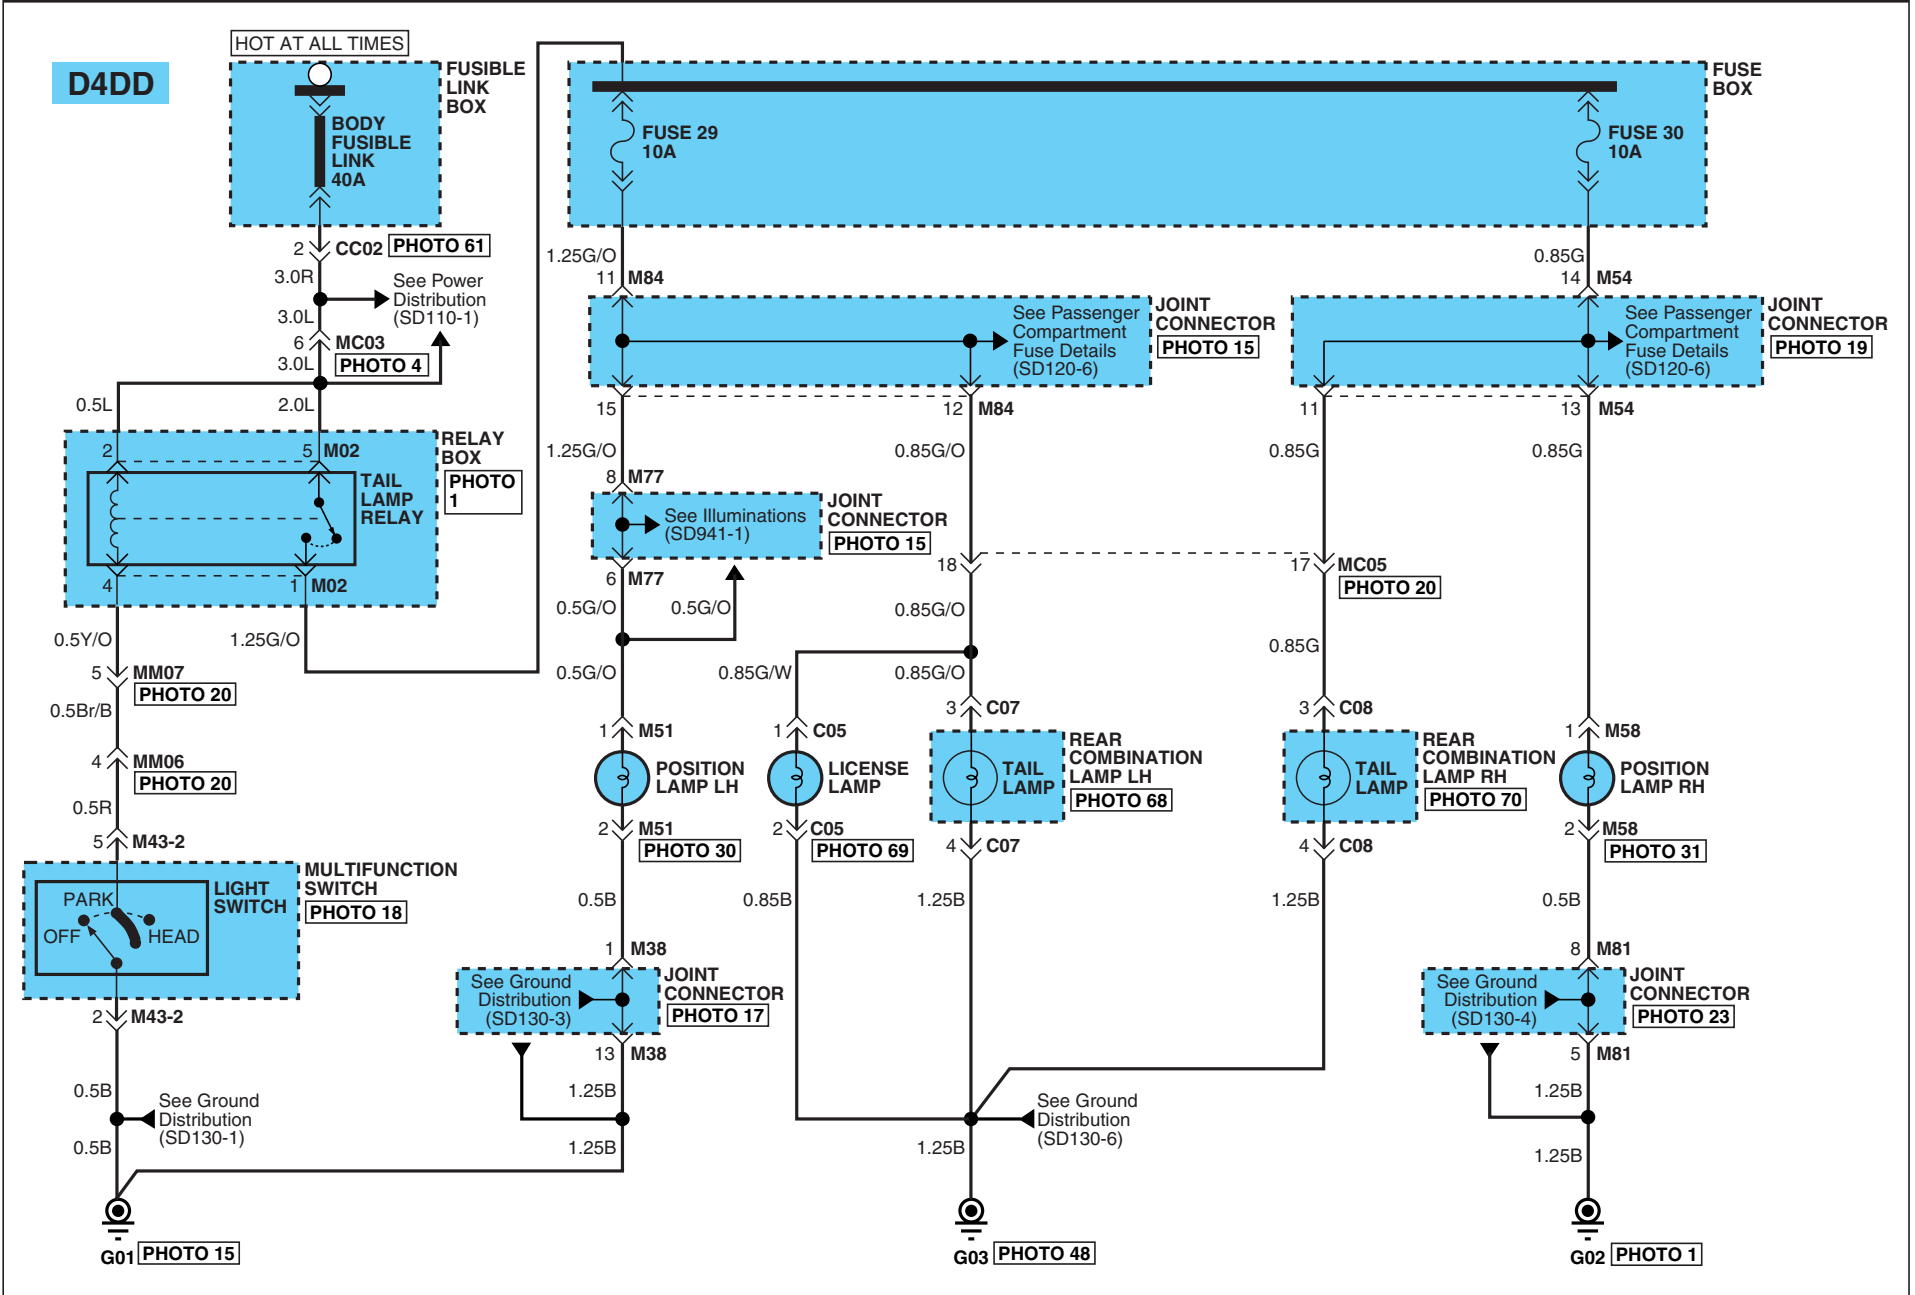 HOT AT ALL TIMES
D4DD
FUSIBLE
LINK
BOX
BODY
FUSIBLE
LINK
40A
FUSE
BOX
FUSE 29
10A
FUSE 30
10A
2
CC02
PHOTO 61
3.0R
See Power
Distribution
(SD110-1)
3.0L
6
MC03
PHOTO 4
3.0L
0.5L
2.0L
1.25G/O
11
M84
0.85G
14
M54
See Passenger
Compartment
Fuse Details
(SD120-6)
JOINT
CONNECTOR
PHOTO 15
See Passenger
Compartment
Fuse Details
(SD120-6)
JOINT
CONNECTOR
PHOTO 19
15
12
M84
11
13
M54
2
5
M02
RELAY
BOX
PHOTO
1
TAIL
LAMP
RELAY
4
1
M02
1.25G/O
0.85G/O
0.85G
0.85G
8
M77
See Illuminations
(SD941-1)
JOINT
CONNECTOR
PHOTO 15
6
M77
18
17
MC05
PHOTO 20
0.5G/O
0.5G/O
0.85G/O
0.5Y/O
1.25G/O
0.85G
5
MM07
PHOTO 20
0.5G/O
0.85G/W
0.85G/O
0.5Br/B
4
MM06
PHOTO 20
0.5R
5
M43-2
1
M51
1
C05
3
C07
3
C08
1
M58
POSITION
LAMP LH
LICENSE
LAMP
TAIL
LAMP
REAR
COMBINATION
LAMP LH
PHOTO 68
TAIL
LAMP
REAR
COMBINATION
LAMP RH
PHOTO 70
POSITION
LAMP RH
2
M51
PHOTO 30
2
C05
PHOTO 69
4
C07
4
C08
2
M58
PHOTO 31
MULTIFUNCTION
SWITCH
PHOTO 18
LIGHT
SWITCH
PARK
OFF
HEAD
2
M43-2
0.5B
0.85B
1.25B
1.25B
0.5B
1
M38
See Ground
Distribution
(SD130-3)
JOINT
CONNECTOR
PHOTO 17
13
M38
8
M81
See Ground
Distribution
(SD130-4)
JOINT
CONNECTOR
PHOTO 23
5
M81
0.5B
See Ground
Distribution
(SD130-1)
0.5B
1.25B
1.25B
See Ground
Distribution
(SD130-6)
1.25B
1.25B
1.25B
G01
PHOTO 15
G03
PHOTO 48
G02
PHOTO 1